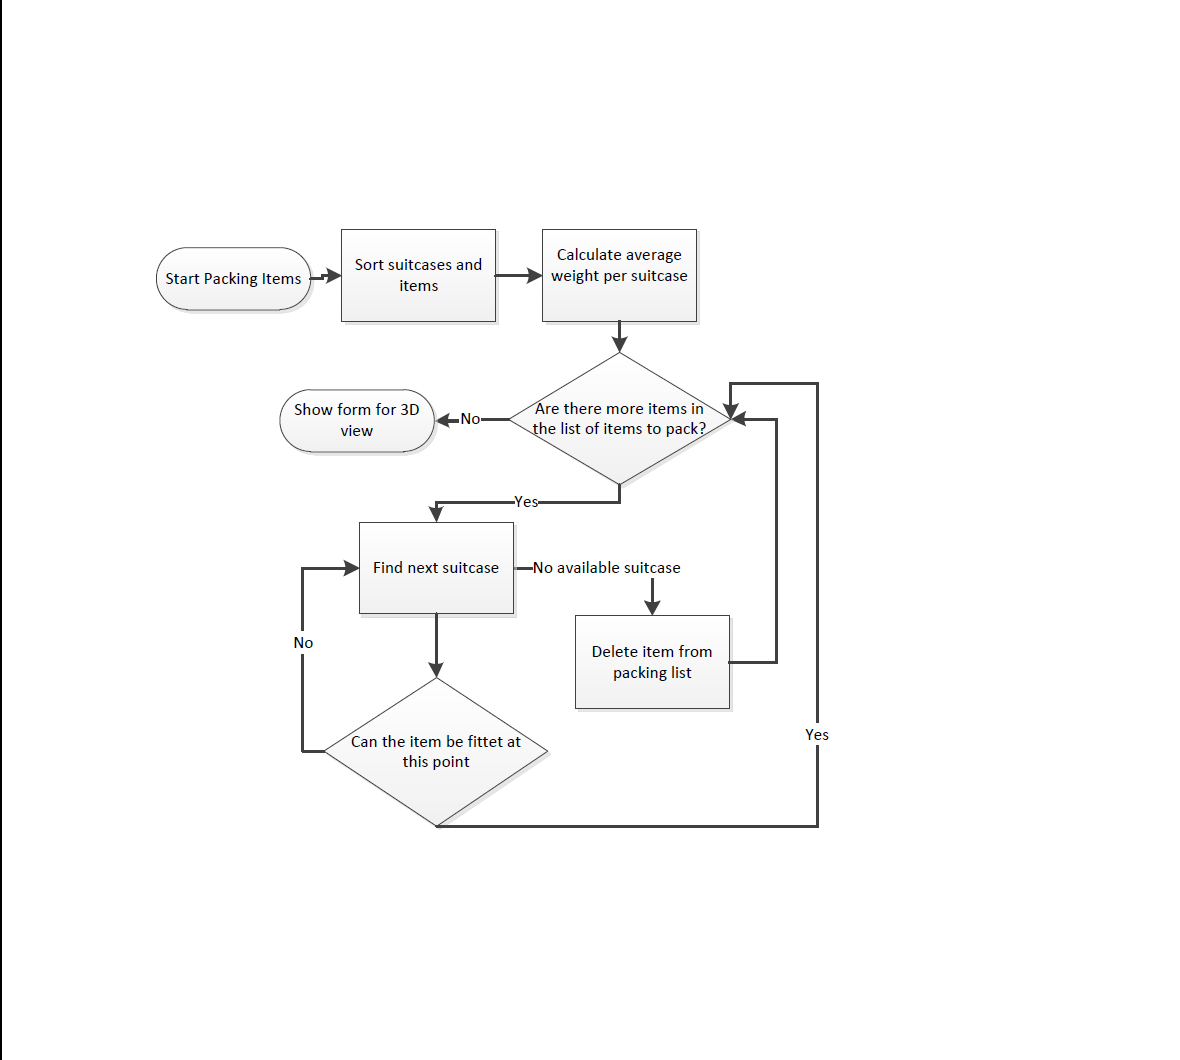 Start Packing Items
Sort suitcases and
items
Calculate average
weight per suitcase
Are there more items in
the list of items to pack?
No
Show form for 3D
view
Yes
Find next suitcase
No available suitcase
Delete item from
packing list
No
Can the item be fittet at
this point
Yes